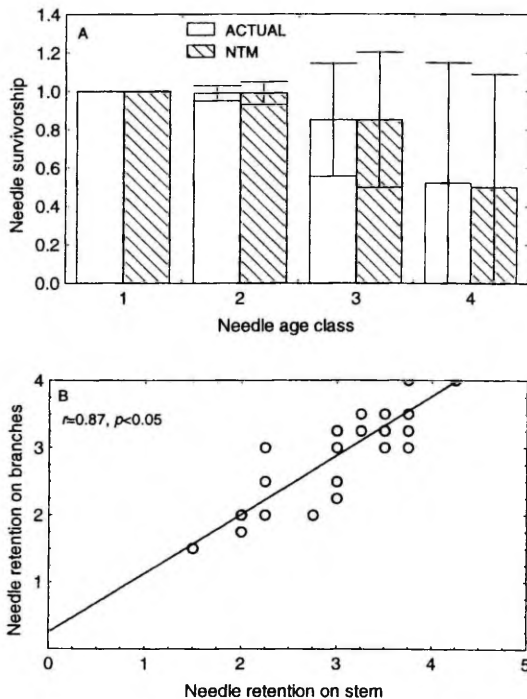 A
ACTUAL
NTM
1.4
1.2
1.0
0.8
0.6
0.4
0.2
0.0
Needle survivorship
1
2
3
4
Needle age class
B
r=0.87, p<0.05
4
3
2
1
Needle retention on branches
0
1
2
3
4
5
Needle retention on stem